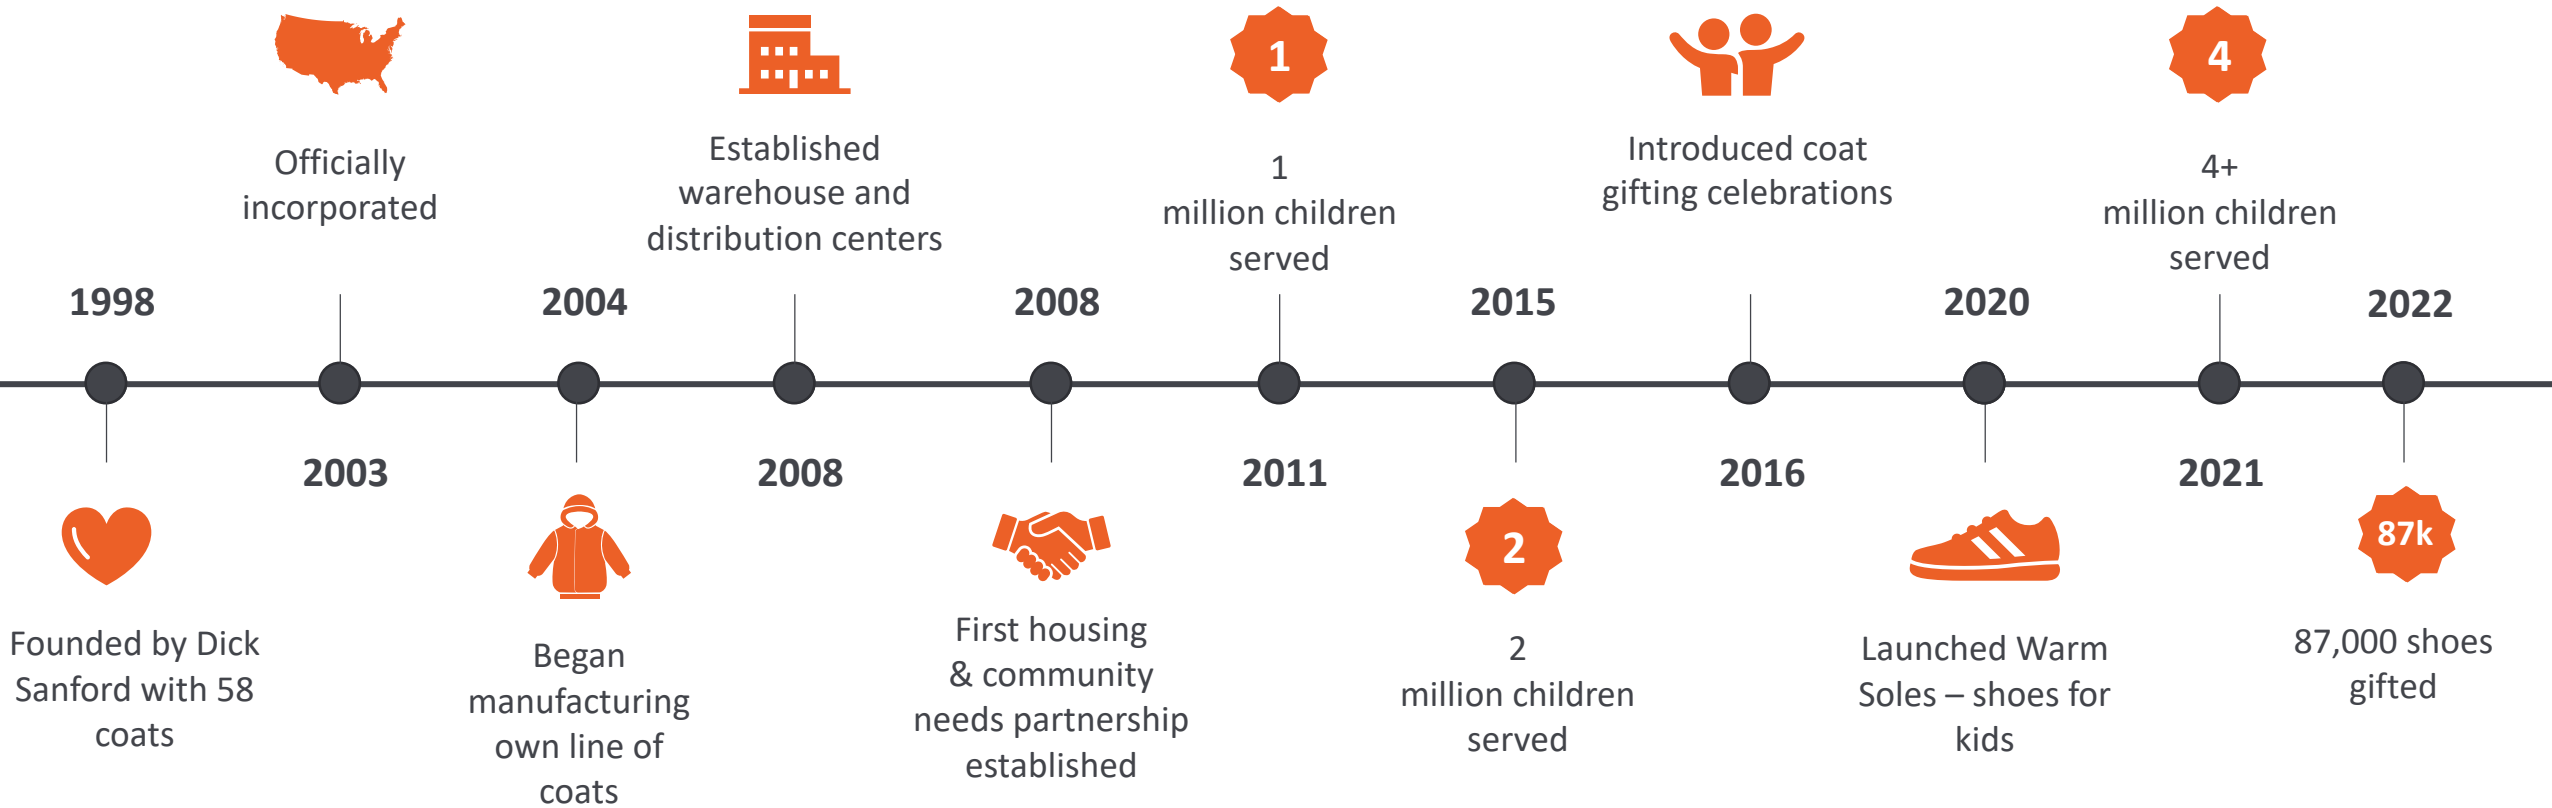 1998
Founded by Dick
Sanford with 58
coats
Officially
incorporated
2003
2004
Began
manufacturing
own line of
coats
Established
warehouse and
distribution centers
2008
2008
First housing
& community
needs partnership
established
1
1
million children
served
2011
2015
2
2
million children
served
Introduced coat
gifting celebrations
2016
2020
Launched Warm
Soles – shoes for
kids
4
4+
million children
served
2021
2022
87k
87,000 shoes
gifted